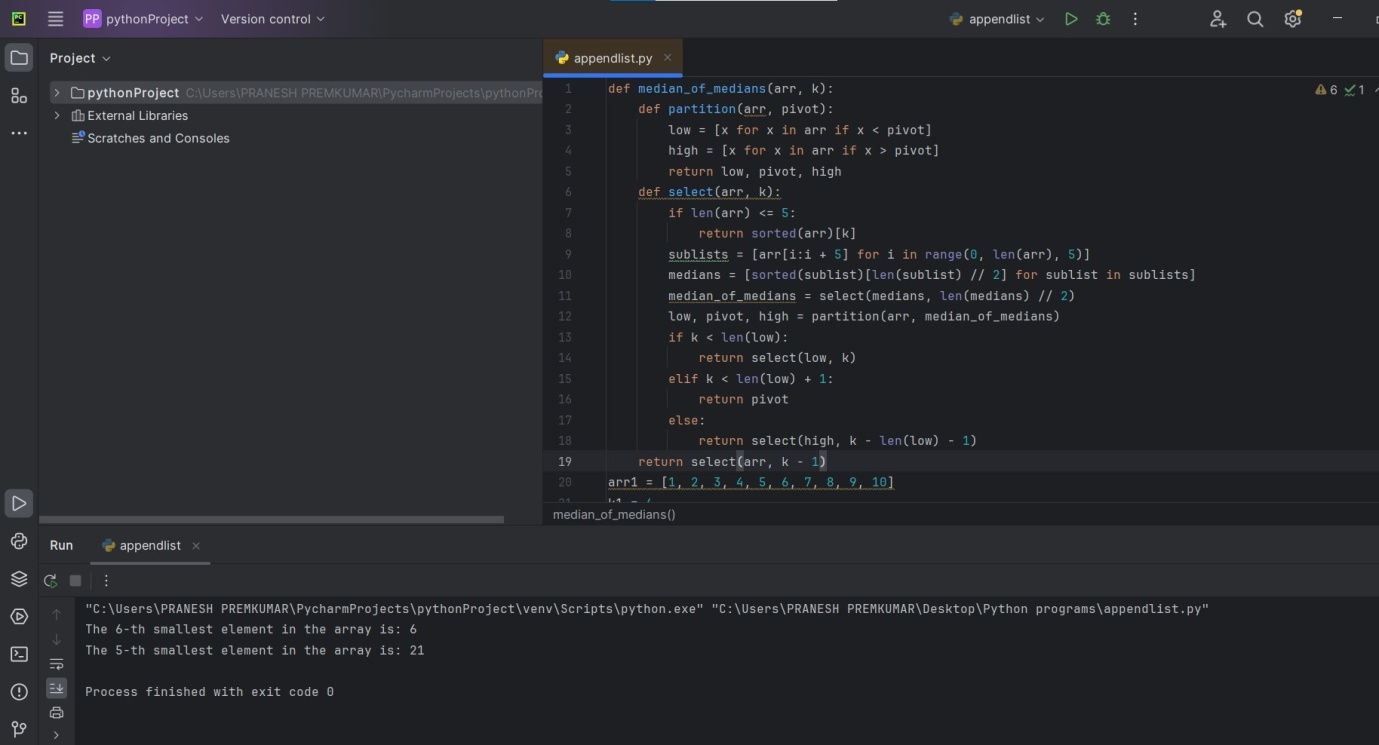 PP pythonProject Version control appendlist
Project
pythonProject C:\Users\PRANESH PREMKUMAR\PycharmProjects\pythonPro
External Libraries
Scratches and Consoles
appendlist.py
6 1
1 def median_of_medians(arr, k):
2     def partition(arr, pivot):
3         low = [x for x in arr if x < pivot]
4         high = [x for x in arr if x > pivot]
5         return low, pivot, high
6     def select(arr, k):
7         if len(arr) <= 5:
8             return sorted(arr)[k]
9         sublists = [arr[i:i + 5] for i in range(0, len(arr), 5)]
10         medians = [sorted(sublist)[len(sublist) // 2] for sublist in sublists]
11         median_of_medians = select(medians, len(medians) // 2)
12         low, pivot, high = partition(arr, median_of_medians)
13         if k < len(low):
14             return select(low, k)
15         elif k < len(low) + 1:
16             return pivot
17         else:
18             return select(high, k - len(low) - 1)
19     return select(arr, k - 1)
20 arr1 = [1, 2, 3, 4, 5, 6, 7, 8, 9, 10]
median_of_medians()
Run appendlist
"C:\Users\PRANESH PREMKUMAR\PycharmProjects\pythonProject\venv\Scripts\python.exe" "C:\Users\PRANESH PREMKUMAR\Desktop\Python programs\appendlist.py"
The 6-th smallest element in the array is: 6
The 5-th smallest element in the array is: 21
Process finished with exit code 0